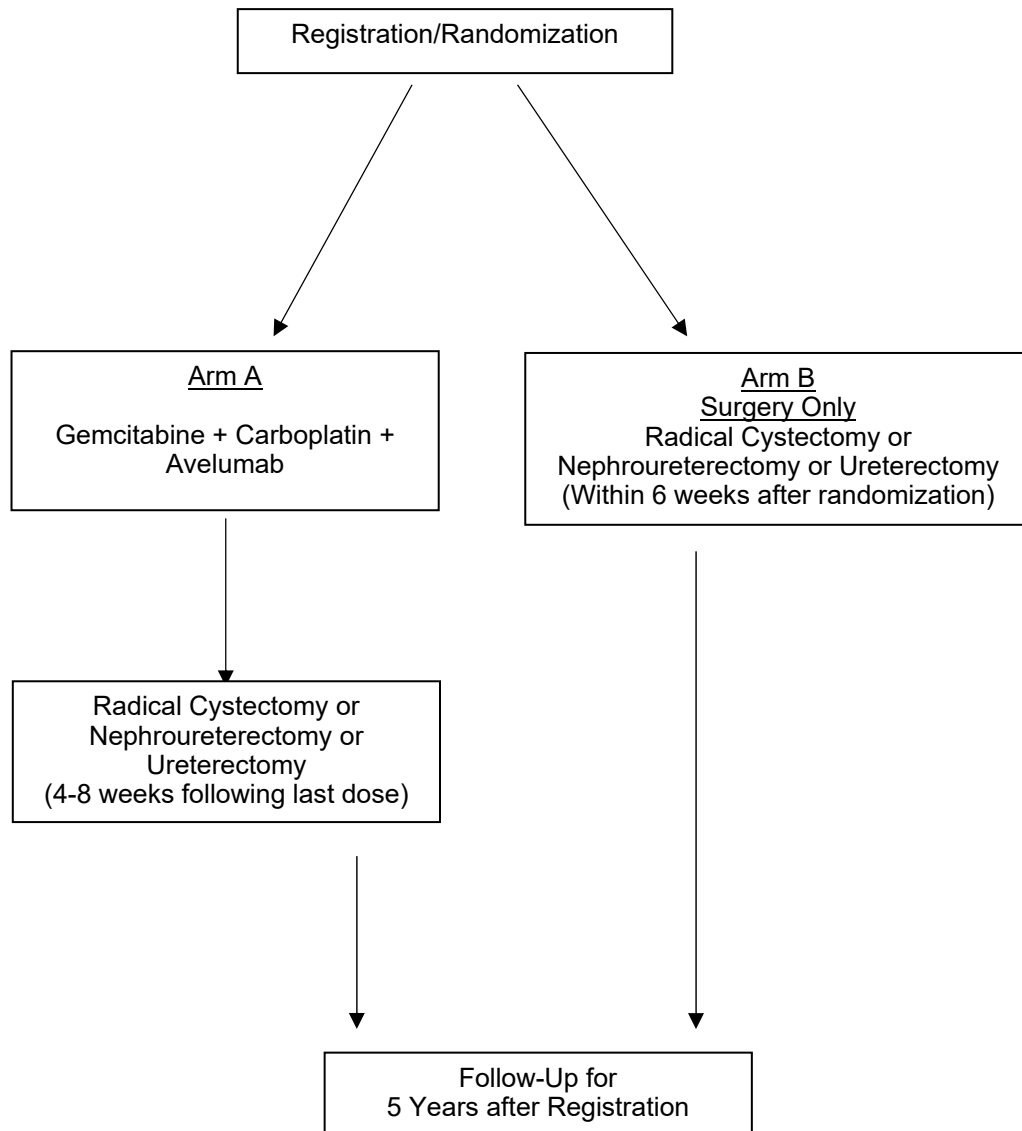 Registration/Randomization
Arm A
Gemcitabine + Carboplatin +
Avelumab
Arm B
Surgery Only
Radical Cystectomy or
Nephroureterectomy or Ureterectomy
(Within 6 weeks after randomization)
Radical Cystectomy or
Nephroureterectomy or
Ureterectomy
(4-8 weeks following last dose)
Follow-Up for
5 Years after Registration